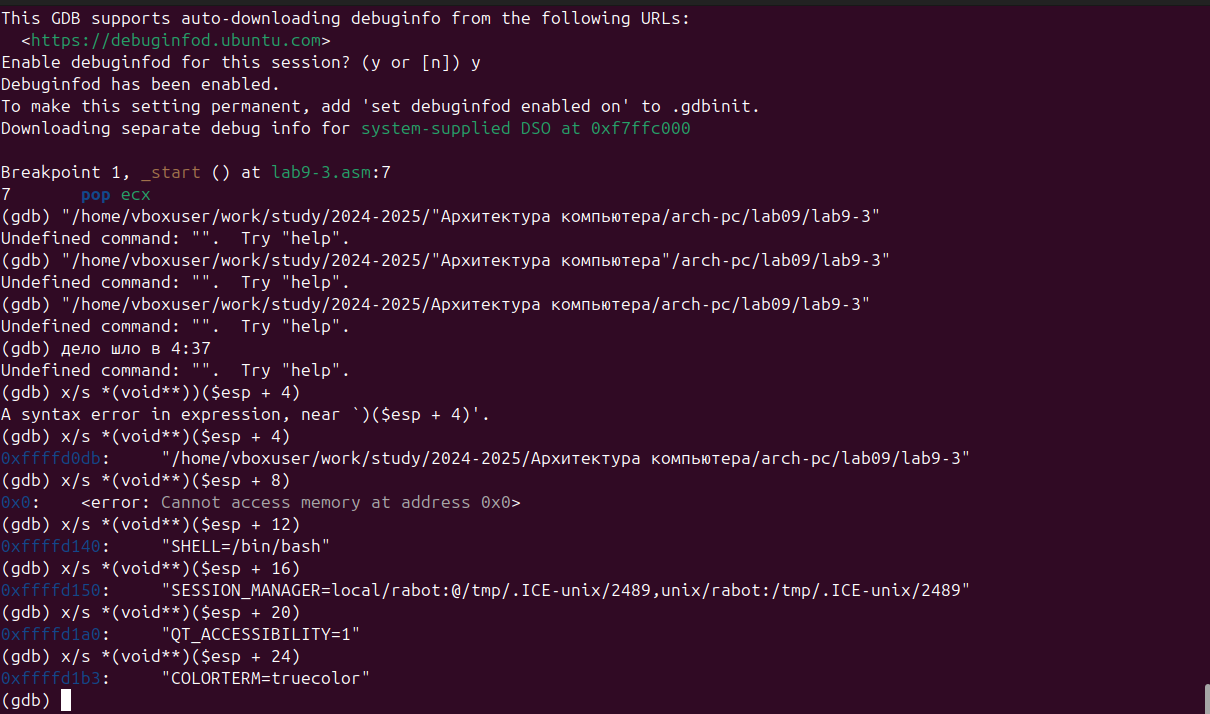 This GDB supports auto-downloading debuginfo from the following URLs:
  <https://debuginfod.ubuntu.com>
Enable debuginfod for this session? (y or [n]) y
Debuginfod has been enabled.
To make this setting permanent, add 'set debuginfod enabled on' to .gdbinit.
Downloading separate debug info for system-supplied DSO at 0xf7ffc000

Breakpoint 1, _start () at lab9-3.asm:7
7       pop ecx
(gdb) "/home/vboxuser/work/study/2024-2025/"Архитектура компьютера/arch-pc/lab09/lab9-3"
Undefined command: "".  Try "help".
(gdb) "/home/vboxuser/work/study/2024-2025/"Архитектура компьютера"/arch-pc/lab09/lab9-3"
Undefined command: "".  Try "help".
(gdb) "/home/vboxuser/work/study/2024-2025/Архитектура компьютера/arch-pc/lab09/lab9-3"
Undefined command: "".  Try "help".
(gdb) дело шло в 4:37
Undefined command: "".  Try "help".
(gdb) x/s *(void**))($esp + 4)
A syntax error in expression, near `)($esp + 4)'.
(gdb) x/s *(void**)($esp + 4)
0xffffd0db:     "/home/vboxuser/work/study/2024-2025/Архитектура компьютера/arch-pc/lab09/lab9-3"
(gdb) x/s *(void**)($esp + 8)
0x0:    <error: Cannot access memory at address 0x0>
(gdb) x/s *(void**)($esp + 12)
0xffffd140:     "SHELL=/bin/bash"
(gdb) x/s *(void**)($esp + 16)
0xffffd150:     "SESSION_MANAGER=local/rabot:@/tmp/.ICE-unix/2489,unix/rabot:/tmp/.ICE-unix/2489"
(gdb) x/s *(void**)($esp + 20)
0xffffd1a0:     "QT_ACCESSIBILITY=1"
(gdb) x/s *(void**)($esp + 24)
0xffffd1b3:     "COLORTERM=truecolor"
(gdb)